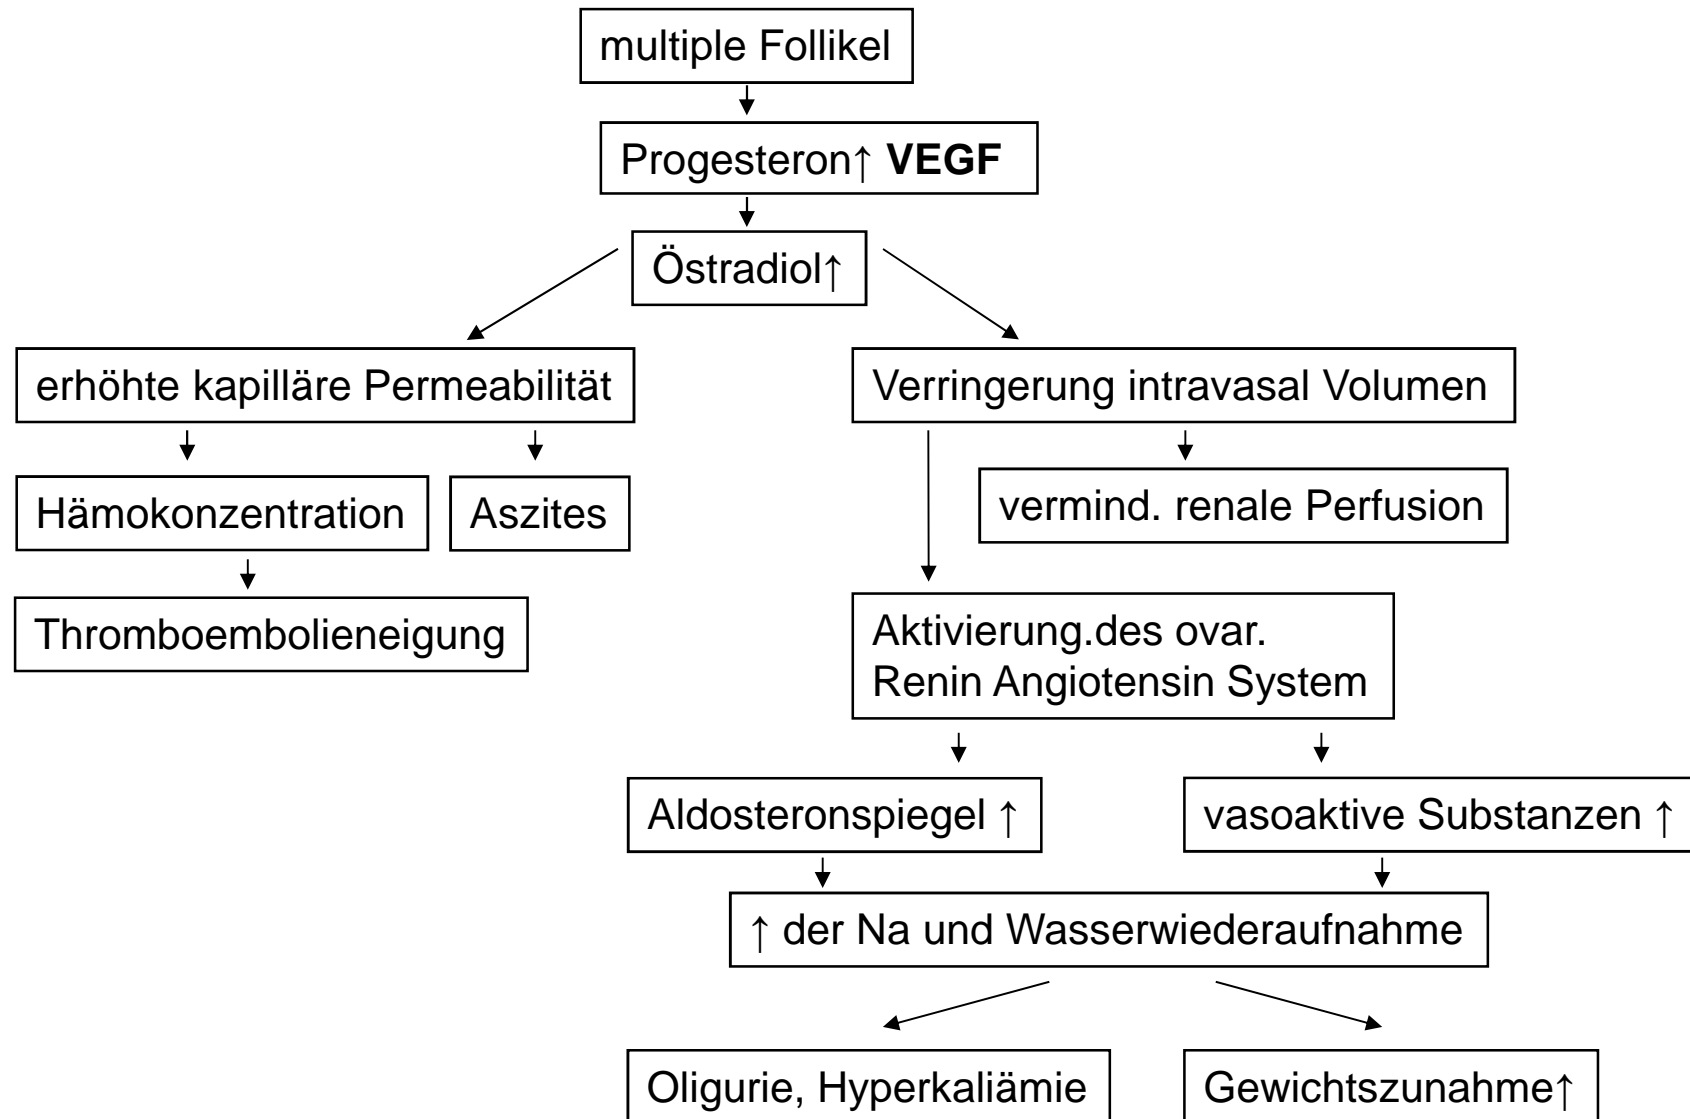 multiple Follikel
Progesteron↑ VEGF
Östradiol↑
erhöhte kapilläre Permeabilität
Verringerung intravasal Volumen
Hämokonzentration
Aszites
vermind. renale Perfusion
Thromboembolieneigung
Aktivierung.des ovar.
Renin Angiotensin System
Aldosteronspiegel ↑
vasoaktive Substanzen ↑
↑ der Na und Wasserwiederaufnahme
Oligurie, Hyperkaliämie
Gewichtszunahme↑